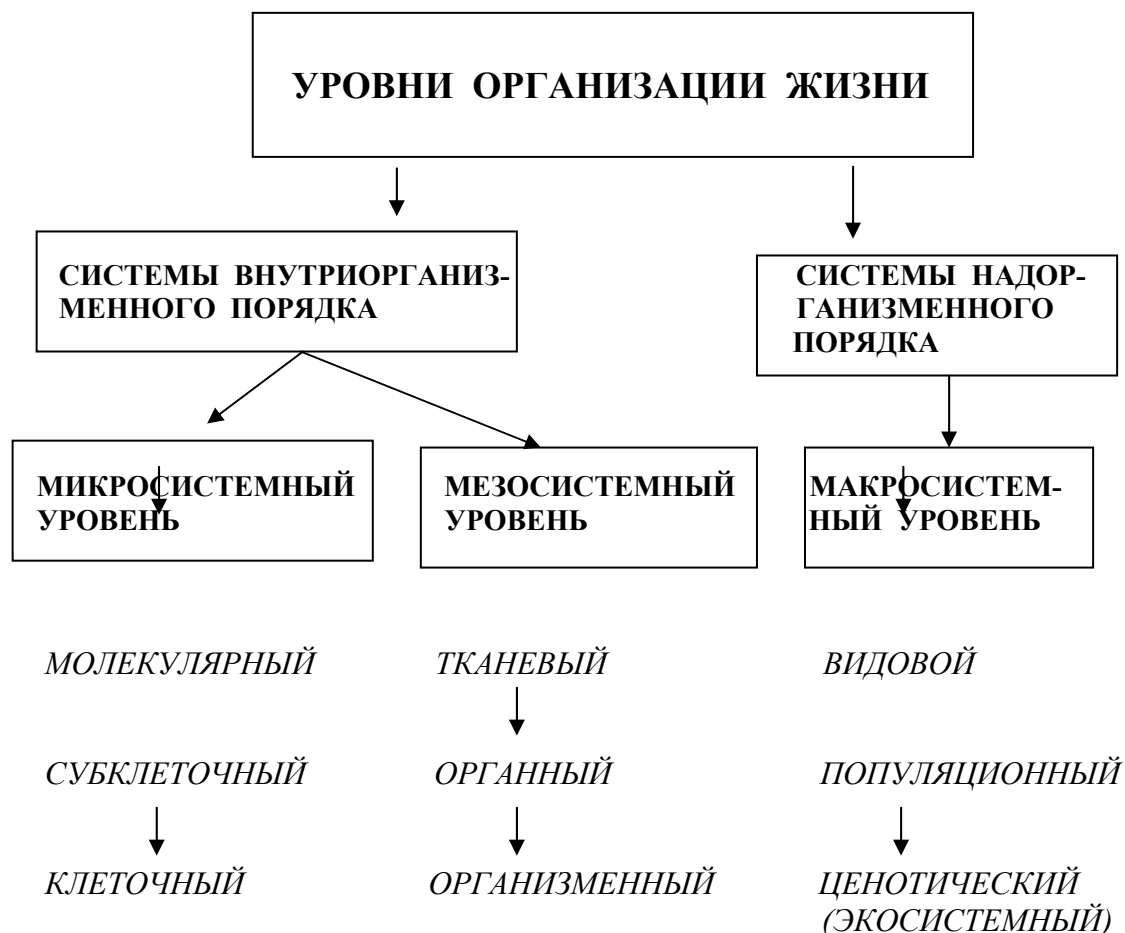 УРОВНИ ОРГАНИЗАЦИИ ЖИЗНИ
СИСТЕМЫ ВНУТРИОРГАНИЗ-
МЕННОГО ПОРЯДКА
СИСТЕМЫ НАДОР-
ГАНИЗМЕННОГО
ПОРЯДКА
МИКРОСИСТЕМНЫЙ
УРОВЕНЬ
МЕЗОСИСТЕМНЫЙ
УРОВЕНЬ
МАКРОСИСТЕМ-
НЫЙ УРОВЕНЬ
МОЛЕКУЛЯРНЫЙ
ТКАНЕВЫЙ
ВИДОВОЙ
СУБКЛЕТОЧНЫЙ
ОРГАННЫЙ
ПОПУЛЯЦИОННЫЙ
КЛЕТОЧНЫЙ
ОРГАНИЗМЕННЫЙ
ЦЕНОТИЧЕСКИЙ
(ЭКОСИСТЕМНЫЙ)